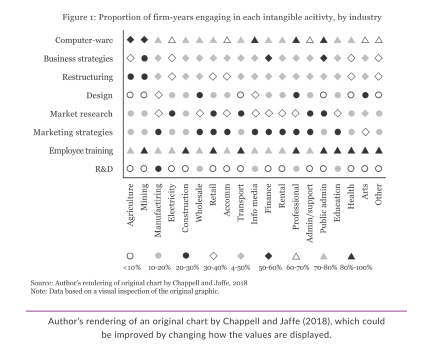 Figure 1: Proportion of firm-years engaging in each intangible acitivty, by industry
Computer-ware
Business strategies
Restructuring
Design
Market research
Marketing strategies
Employee training
R&D
Agriculture
Mining
Manufactiring
Electricity
Construction
Wholesale
Retail
Accomm
Transport
Info media
Finance
Rental
Professional
Admin/support
Public admin
Education
Health
Arts
Other
<10% 10-20% 20-30% 30-40% 4-50% 50-60% 60-70% 70-80% 80%-100%
Source: Author's rendering of original chart by Chappell and Jaffe, 2018
Note: Data based on a visual inspection of the original graphic.
Author's rendering of an original chart by Chappell and Jaffe (2018), which could
be improved by changing how the values are displayed.